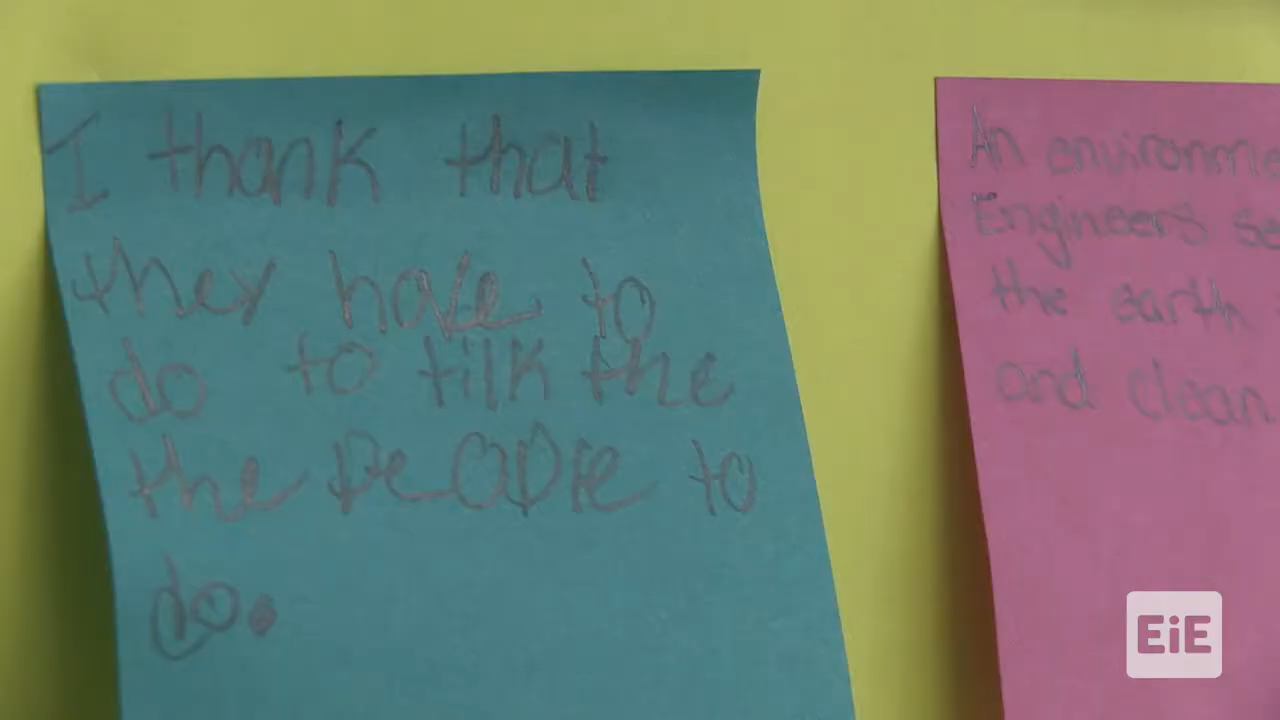 I thank that
they have to
do to tilk the
the people to
do.
An environme
Engineers se
the earth
and clean.
EiE